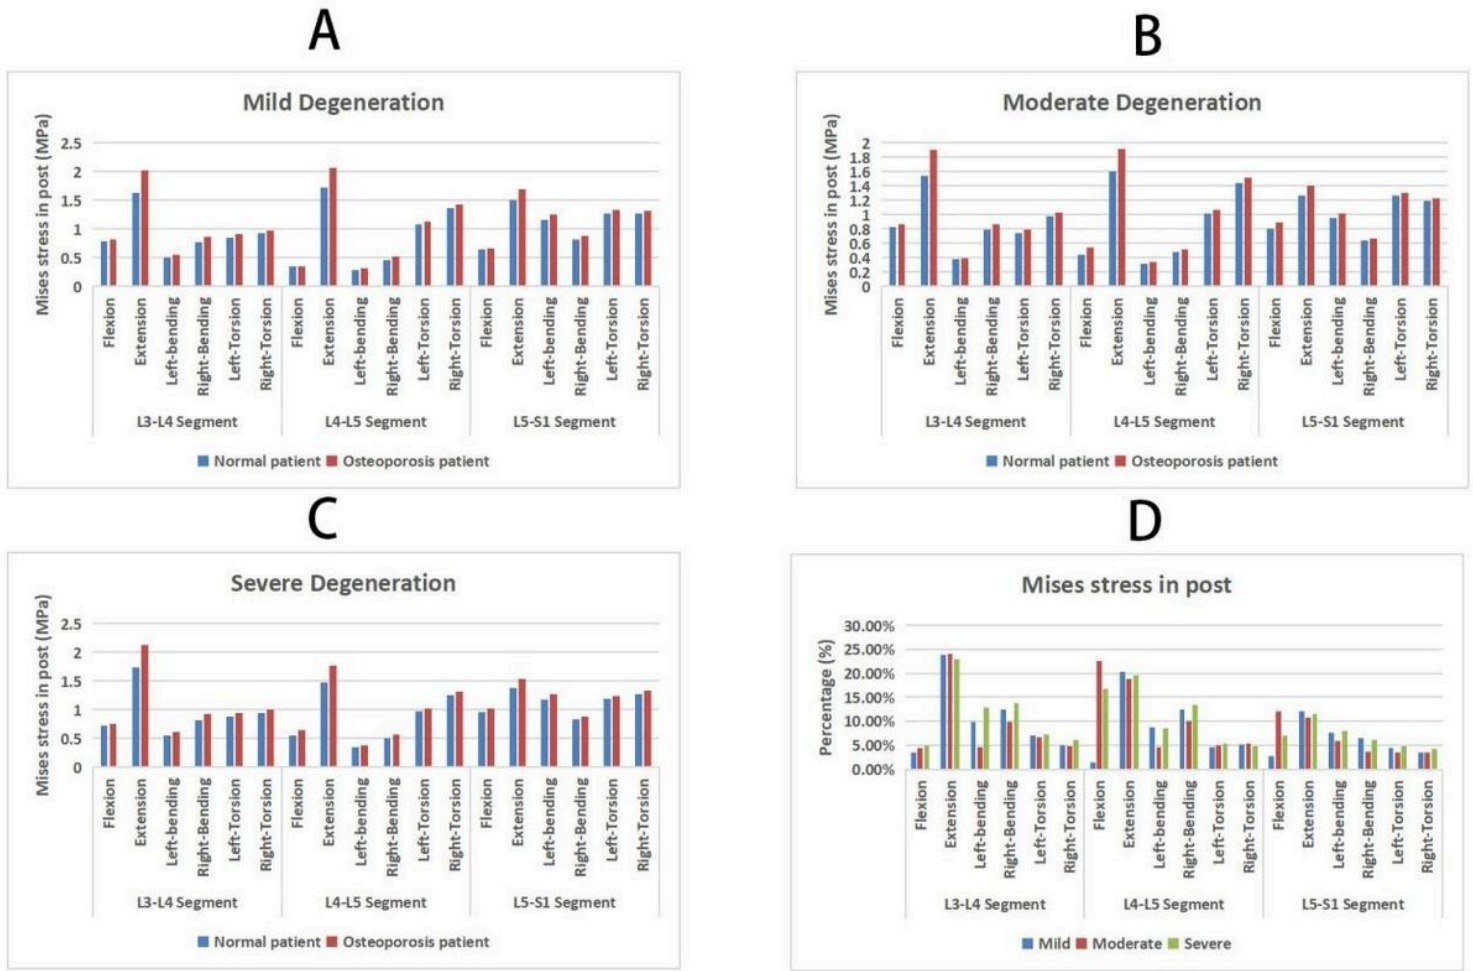 A
Mild Degeneration
Mises stress in post (MPa)
2.5
2
1.5
1
0.5
0
Flexion
Extension
Left-bending
Right-Bending
Left-Torsion
Right-Torsion
Flexion
Extension
Left-bending
Right-Bending
Left-Torsion
Right-Torsion
Flexion
Extension
Left-bending
Right-Bending
Left-Torsion
Right-Torsion
L3-L4 Segment L4-L5 Segment L5-S1 Segment
Normal patient Osteoporosis patient
B
Moderate Degeneration
Mises stress in post (MPa)
2
1.8
1.6
1.4
1.2
1
0.8
0.6
0.4
0.2
0
Flexion
Extension
Left-bending
Right-Bending
Left-Torsion
Right-Torsion
Flexion
Extension
Left-bending
Right-Bending
Left-Torsion
Right-Torsion
Flexion
Extension
Left-bending
Right-Bending
Left-Torsion
Right-Torsion
L3-L4 Segment L4-L5 Segment L5-S1 Segment
Normal patient Osteoporosis patient
C
Severe Degeneration
Mises stress in post (MPa)
2.5
2
1.5
1
0.5
0
Flexion
Extension
Left-bending
Right-Bending
Left-Torsion
Right-Torsion
Flexion
Extension
Left-bending
Right-Bending
Left-Torsion
Right-Torsion
Flexion
Extension
Left-bending
Right-Bending
Left-Torsion
Right-Torsion
L3-L4 Segment L4-L5 Segment L5-S1 Segment
Normal patient Osteoporosis patient
D
Mises stress in post
Percentage (%)
30.00%
25.00%
20.00%
15.00%
10.00%
5.00%
0.00%
Flexion
Extension
Left-bending
Right-Bending
Left-Torsion
Right-Torsion
Flexion
Extension
Left-bending
Right-Bending
Left-Torsion
Right-Torsion
Flexion
Extension
Left-bending
Right-Bending
Left-Torsion
Right-Torsion
L3-L4 Segment L4-L5 Segment L5-S1 Segment
Mild Moderate Severe